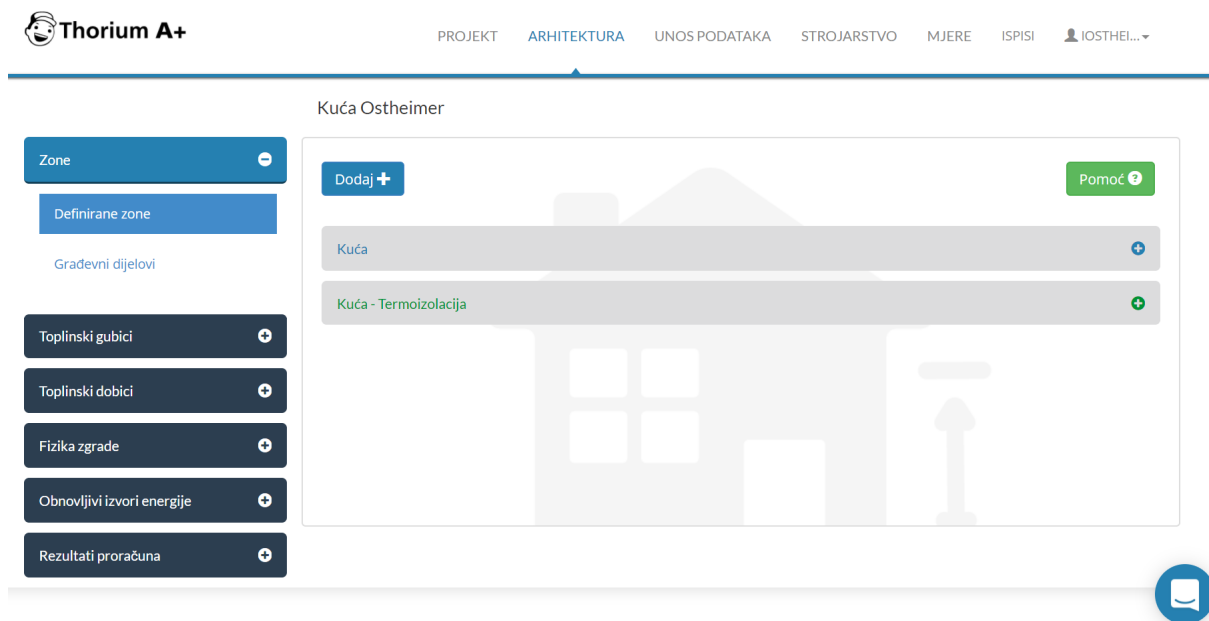 Thorium A+
PROJEKT ARHITEKTURA UNOS PODATAKA STROJARSTVO MJERE ISPISI IOSTHEI...
Kuća Ostheimer
Zone
Definirane zone
Građevni dijelovi
Toplinski gubici
Toplinski dobici
Fizika zgrade
Obnovljivi izvori energije
Rezultati proračuna
Dodaj
Pomoć
Kuća
Kuća - Termoizolacija